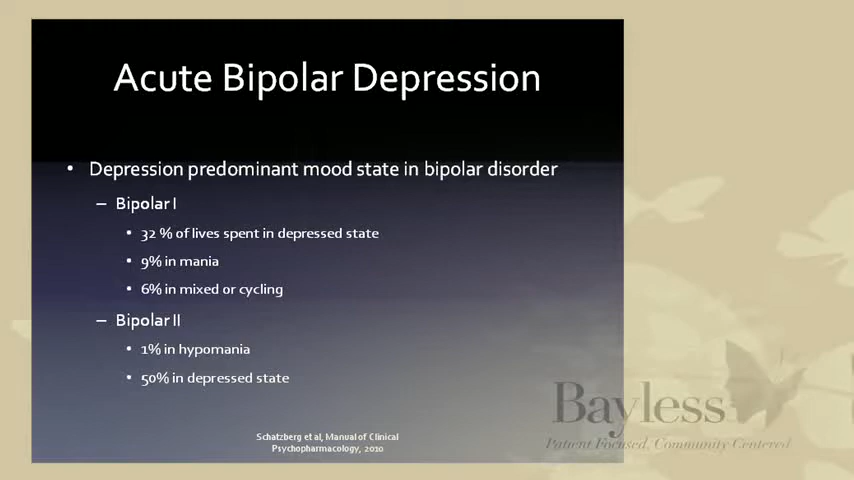 Acute Bipolar Depression
• Depression predominant mood state in bipolar disorder
– Bipolar I
• 32 % of lives spent in depressed state
• 9% in mania
• 6% in mixed or cycling
– Bipolar II
• 1% in hypomania
• 50% in depressed state
Schatzberg et al, Manual of Clinical
Psychopharmacology, 2010
Bayless
Patient Focused, Community Centered